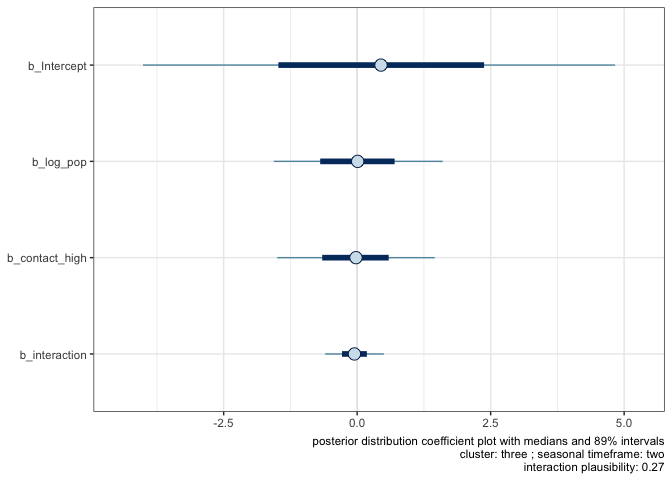 b_Intercept
b_log_pop
b_contact_high
b_interaction
-2.5 0.0 2.5 5.0
posterior distribution coefficient plot with medians and 89% intervals
cluster: three ; seasonal timeframe: two
interaction plausibility: 0.27